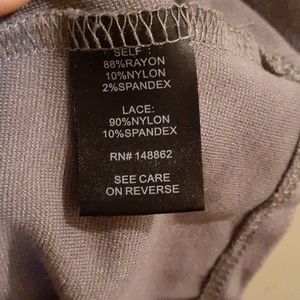 SELF:
88%RAYON
10%NYLON
2%SPANDEX
LACE:
90%NYLON
10%SPANDEX
RN# 148862
SEE CARE
ON REVERSE